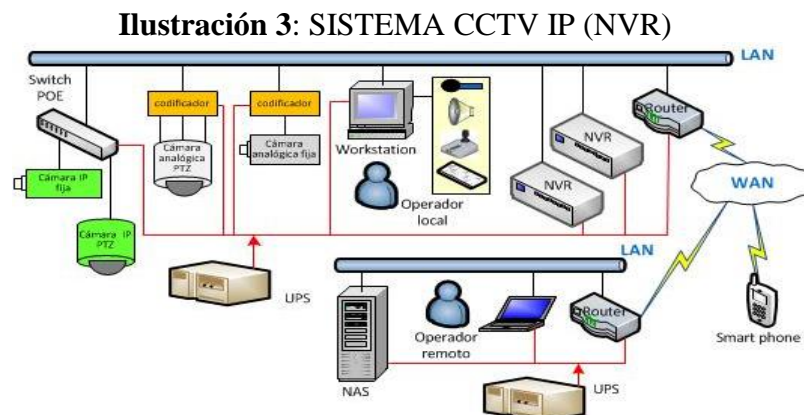 Ilustración 3: SISTEMA CCTV IP (NVR)
LAN
Switch
POE
codificador
codificador
Cámara
analógica
PTZ
Cámara
analógica fija
Workstation
Operador
local
NVR
NVR
Router
WAN
Cámara IP
fija
Cámara IP
PTZ
UPS
LAN
NAS
Operador
remoto
Router
UPS
Smart phone